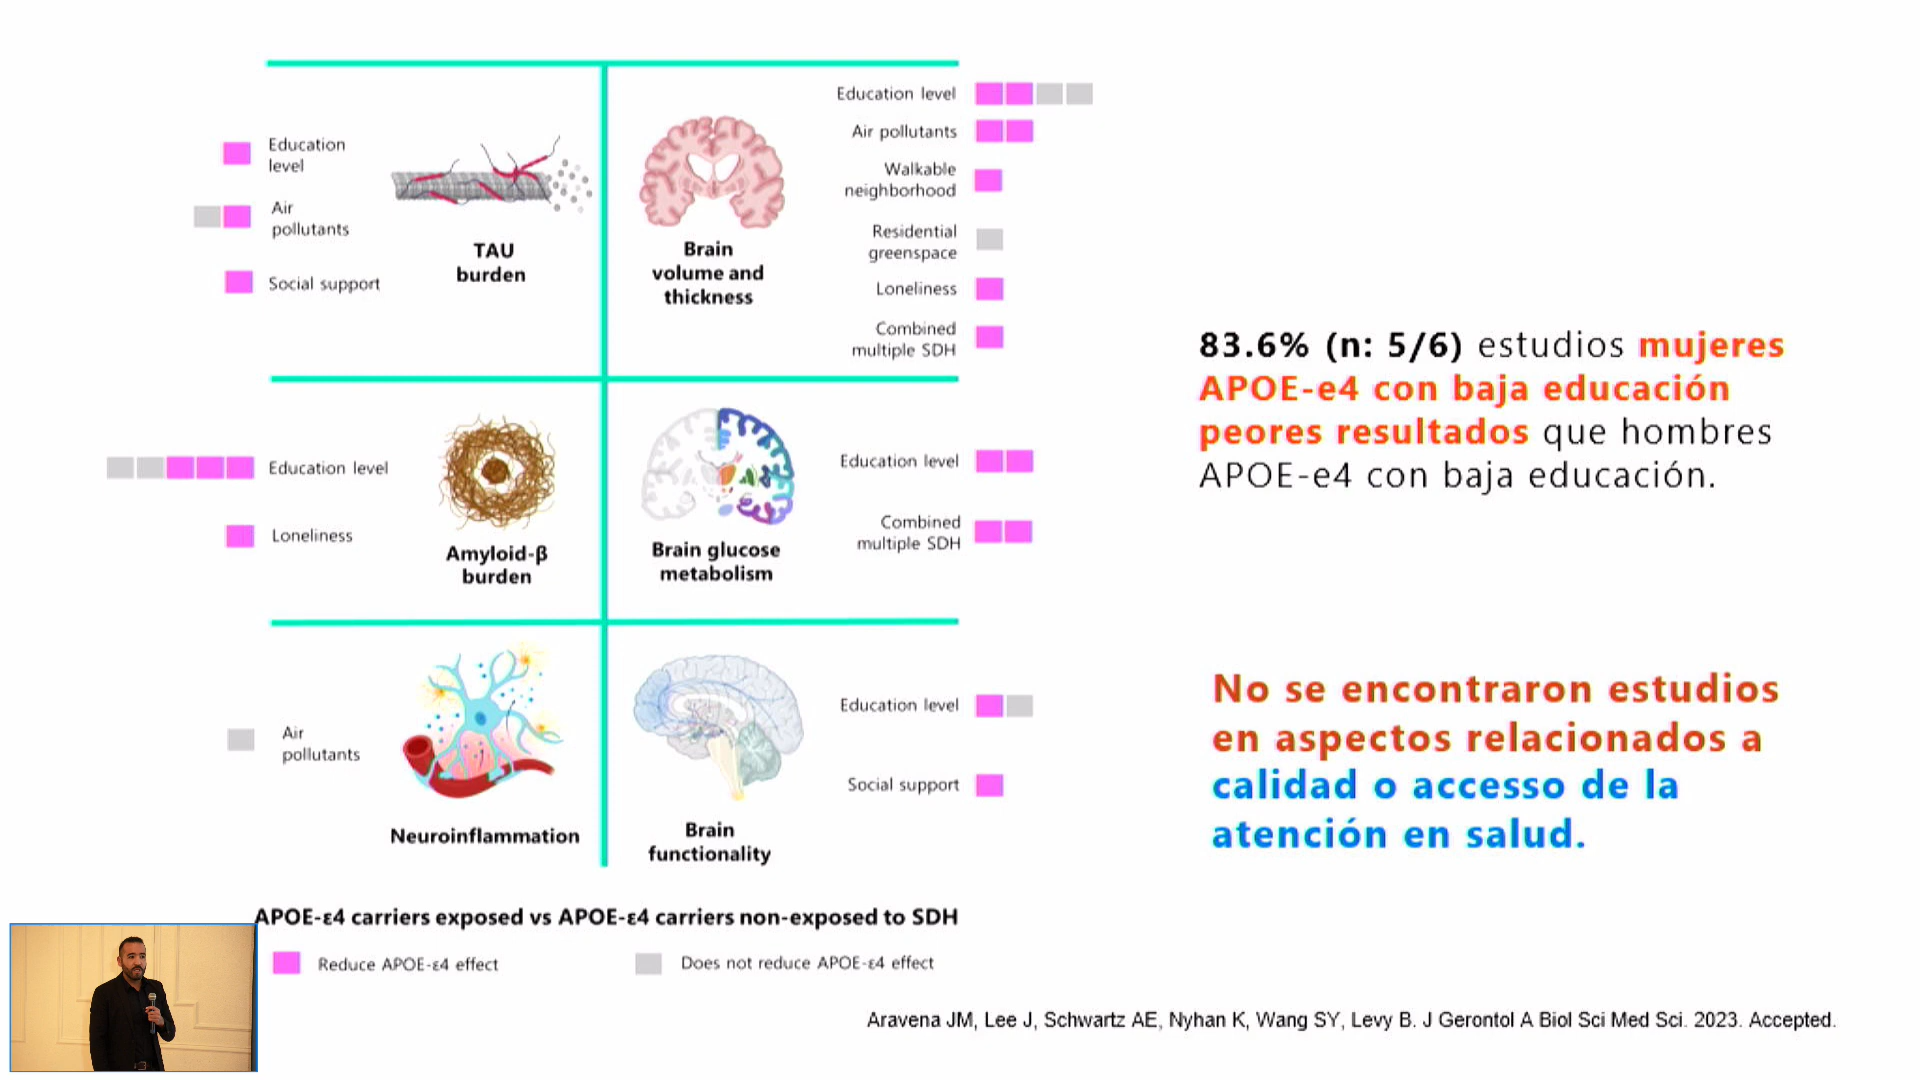 Education
level
Air
pollutants
Social support
TAU
burden
Brain
volume and
thickness
Education level
Air pollutants
Walkable
neighborhood
Residential
greenspace
Loneliness
Combined
multiple SDH
Education level
Loneliness
Amyloid-β
burden
Brain glucose
metabolism
Education level
Combined
multiple SDH
Air
pollutants
Neuroinflammation
Brain
functionality
Education level
Social support
APOE-ε4 carriers exposed vs APOE-ε4 carriers non-exposed to SDH
Reduce APOE-ε4 effect
Does not reduce APOE-ε4 effect
83.6% (n: 5/6) estudios mujeres
APOE-e4 con baja educación
peores resultados que hombres
APOE-e4 con baja educación.
No se encontraron estudios
en aspectos relacionados a
calidad o accesso de la
atención en salud.
Aravena JM, Lee J, Schwartz AE, Nyhan K, Wang SY, Levy B. J Gerontol A Biol Sci Med Sci. 2023. Accepted.